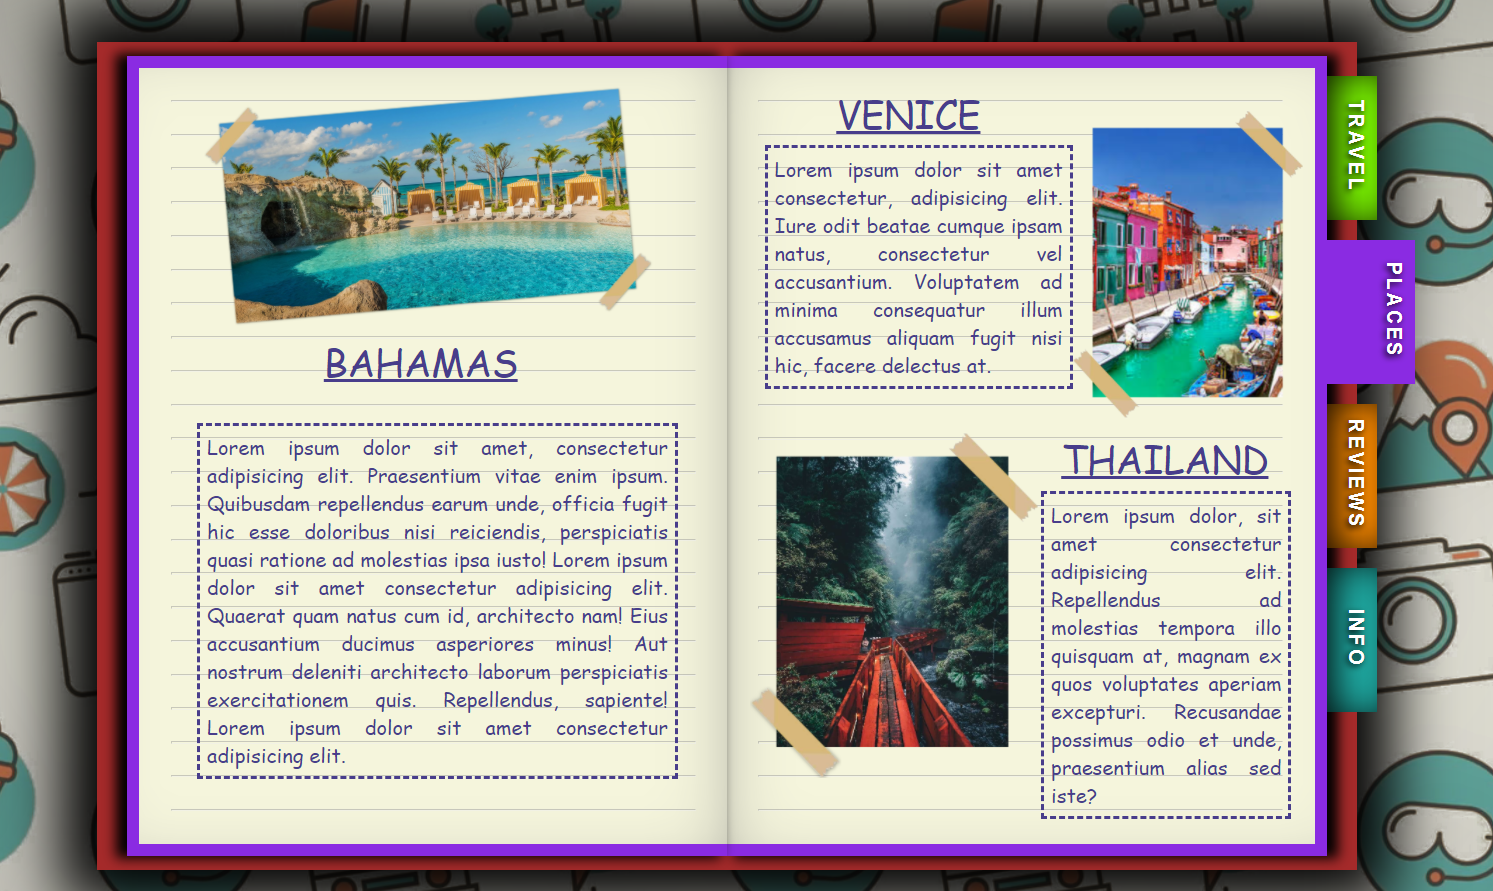 BAHAMAS
Lorem ipsum dolor sit amet, consectetur
adipisicing elit. Praesentium vitae enim ipsum.
Quibusdam repellendus earum unde, officia fugit
hic esse doloribus nisi reiciendis, perspiciatis
quasi ratione ad molestias ipsa iusto! Lorem ipsum
dolor sit amet consectetur adipisicing elit.
Quaerat quam natus cum id, architecto nam! Eius
accusantium ducimus asperiores minus! Aut
nostrum deleniti architecto laborum perspiciatis
exercitationem quis. Repellendus, sapiente!
Lorem ipsum dolor sit amet consectetur
adipisicing elit.
VENICE
Lorem ipsum dolor sit amet
consectetur, adipisicing elit.
Iure odit beatae cumque ipsam
natus, consectetur vel
accusantium. Voluptatem ad
minima consequatur illum
accusamus aliquam fugit nisi
hic, facere delectus at.
THAILAND
Lorem ipsum dolor, sit
amet consectetur
adipisicing elit.
Repellendus ad
molestias tempora illo
quisquam at, magnam ex
quos voluptates aperiam
excepturi. Recusandae
possimus odio et unde,
praesentium alias sed
iste?
TRAVEL
PLACES
REVIEWS
INFO